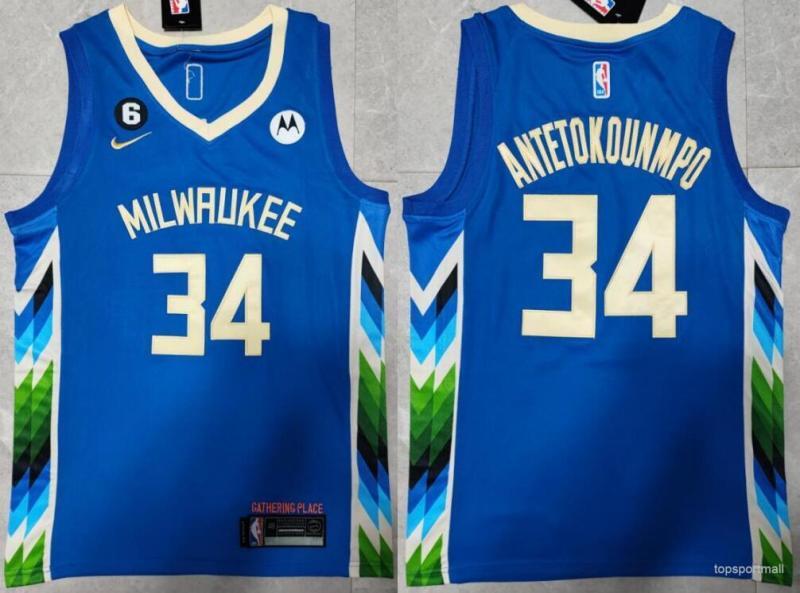 6
MILWAUKEE
34
GATHERING PLACE
ANTETOKOUNMPO
34
topsportmall